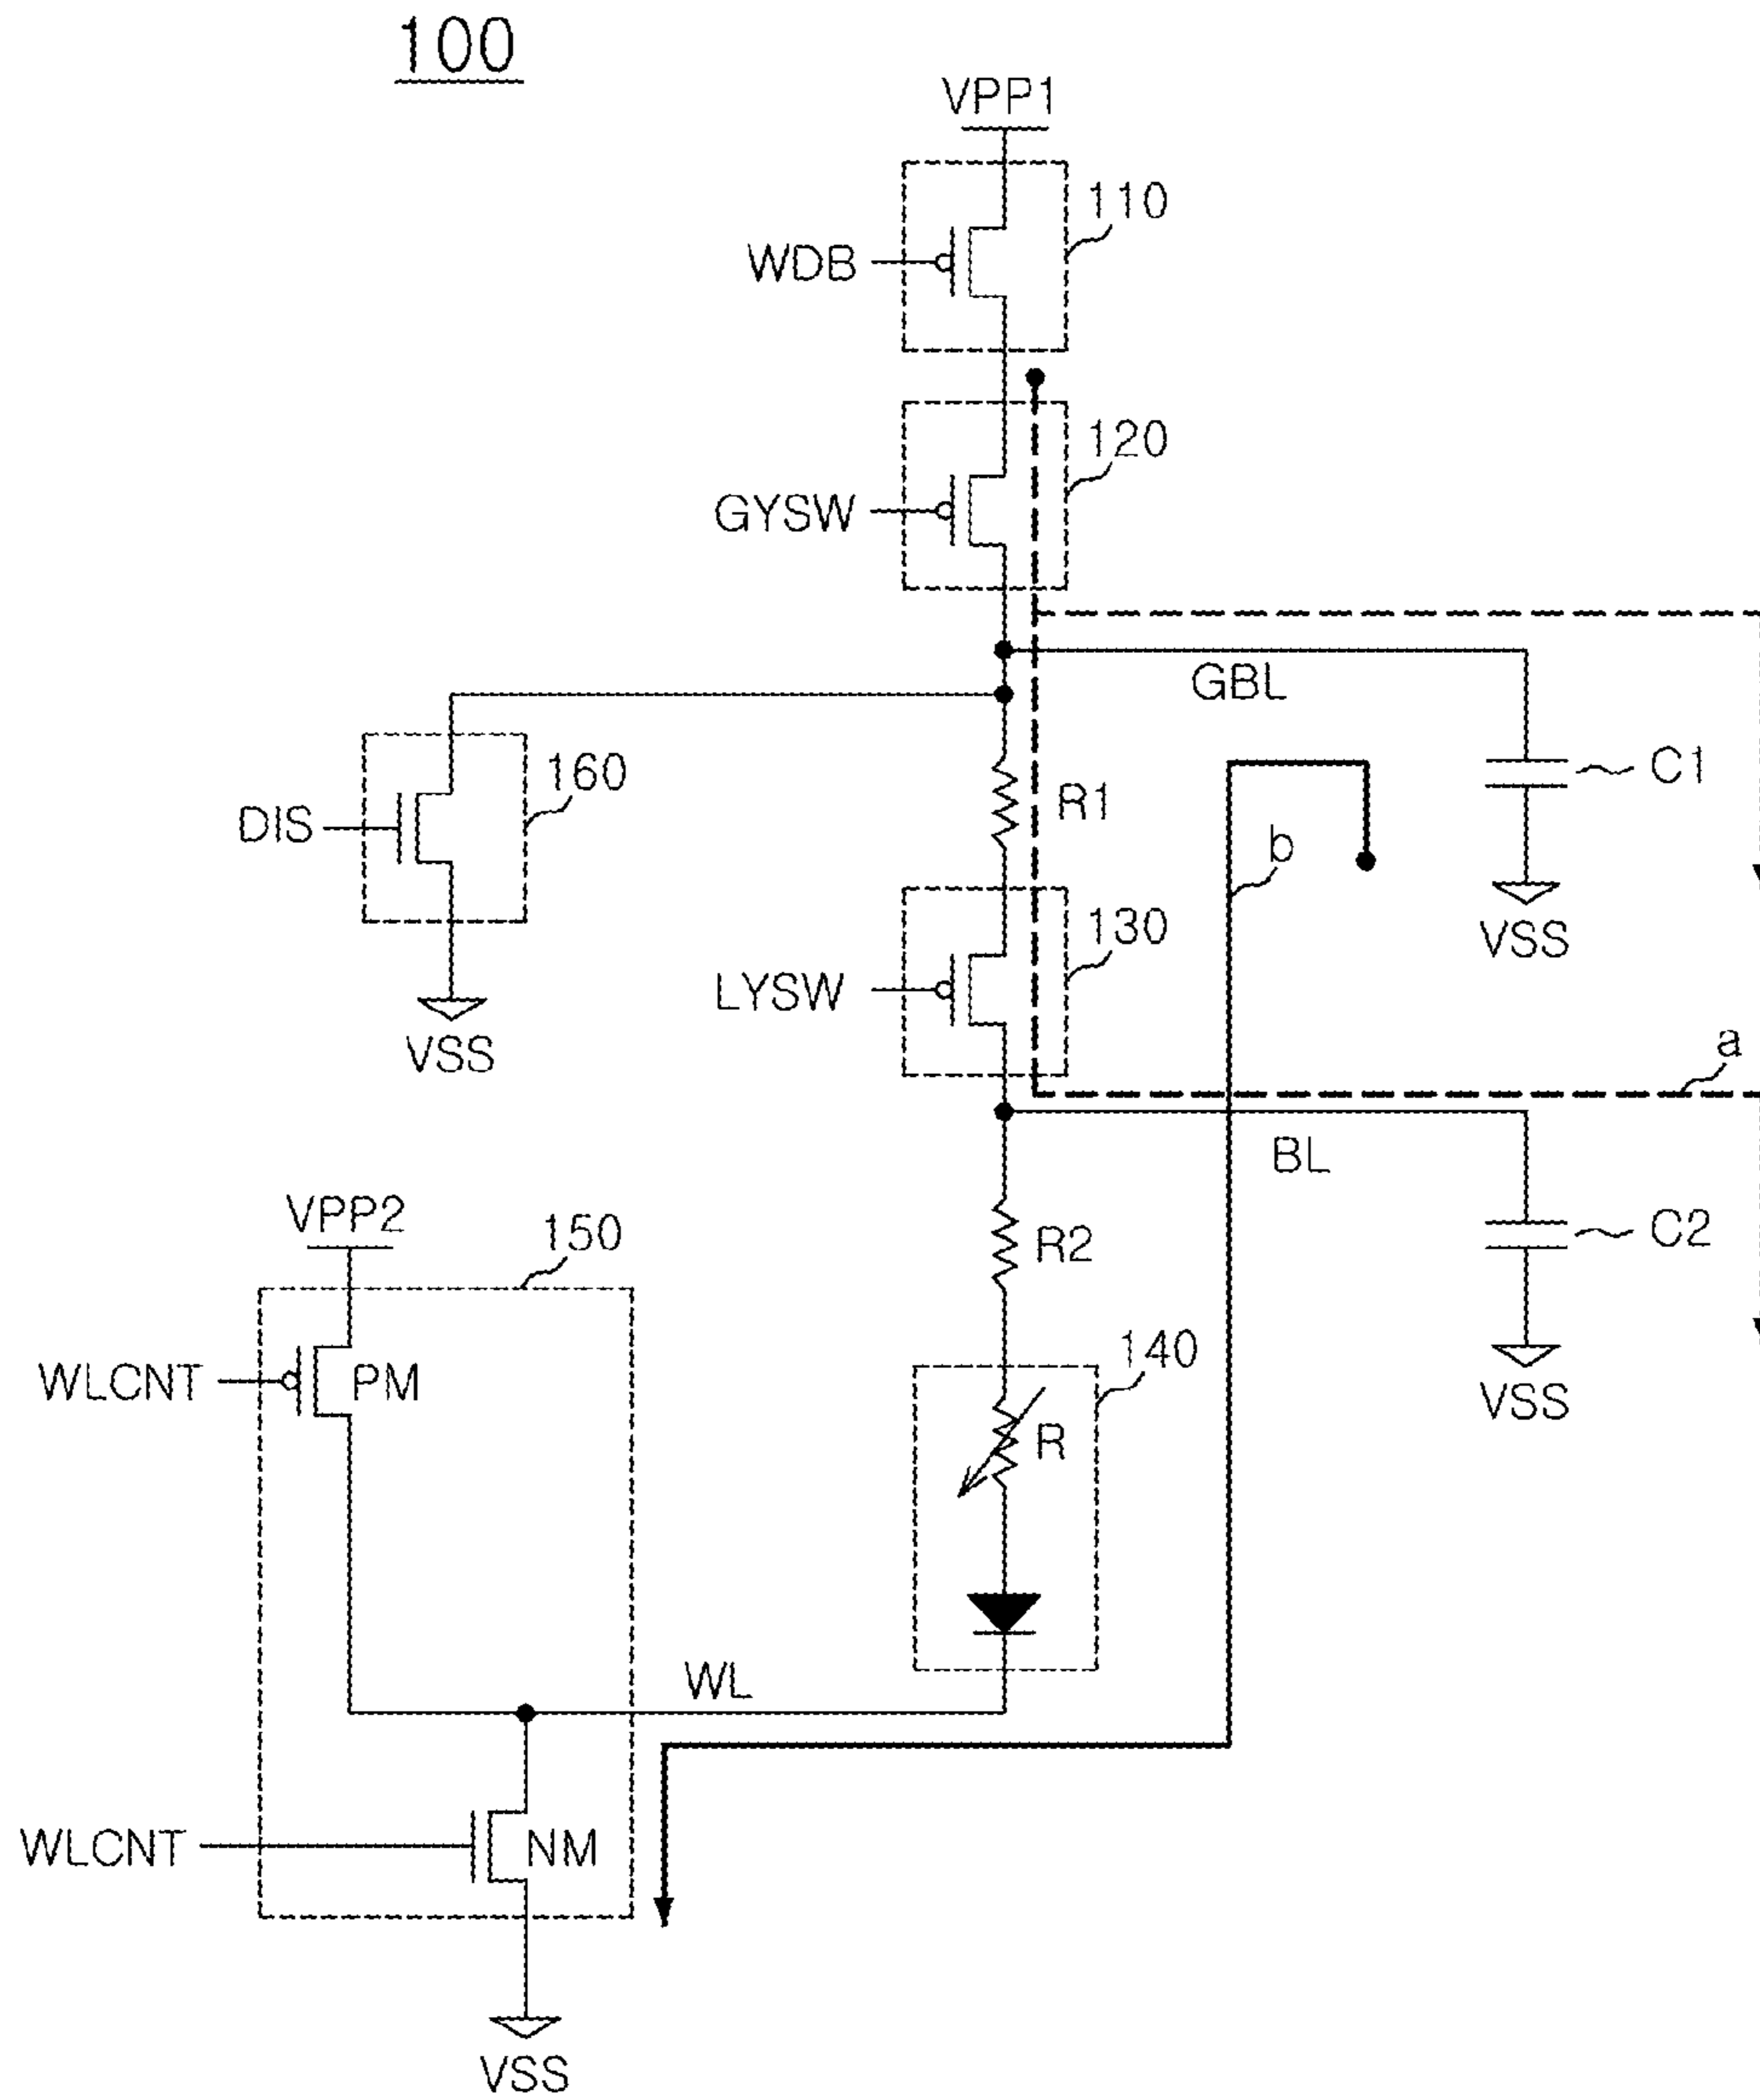 100
VPP1
110
WDB
120
GYSW
GBL
160
C1
R1
DIS
b
130
VSS
LYSW
a
VSS
BL
VPP2
150
R2
C2
140
WLCNT
PM
R
VSS
WL
WLCNT
NM
VSS